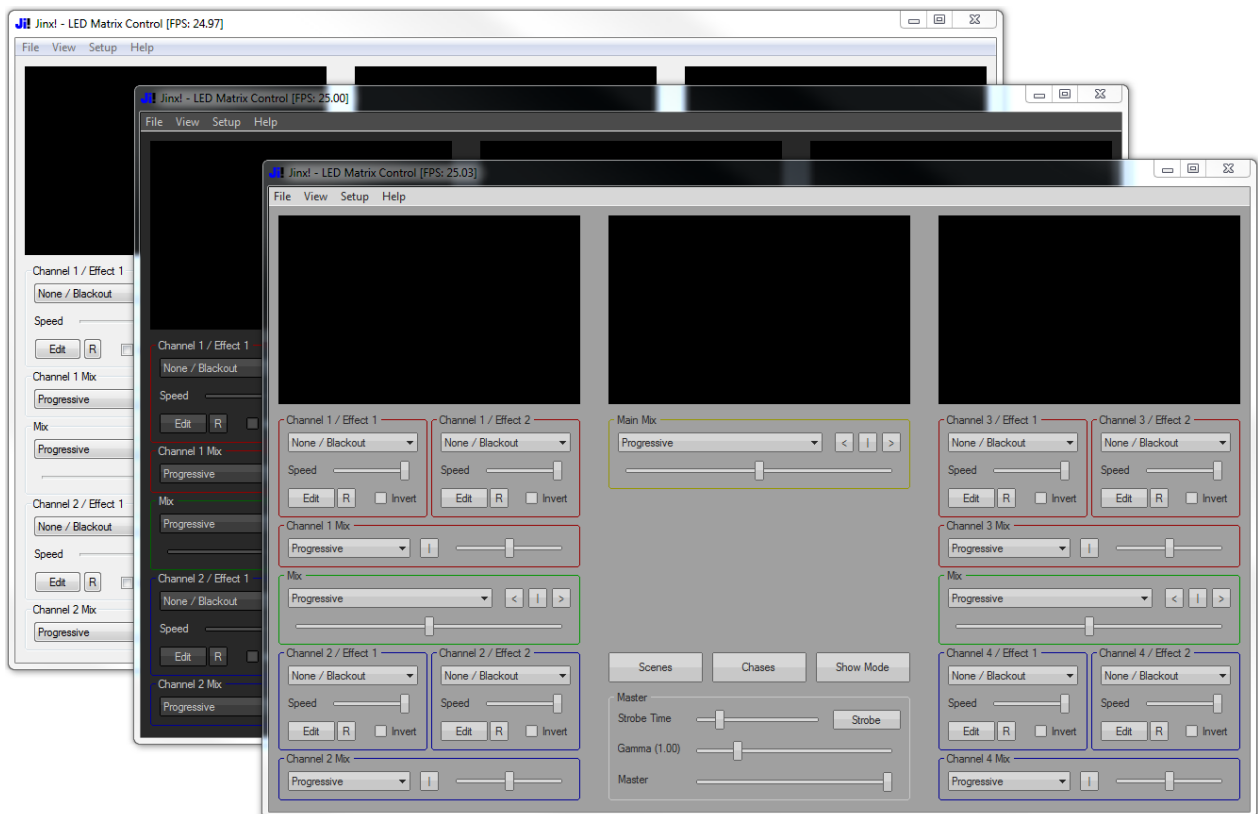 Ji! Jinx! - LED Matrix Control [FPS: 24.97]
File View Setup Help
Channel 1 / Effect 1
None / Blackout
Speed
Edit R
Channel 1 Mix
Progressive
Mix
Progressive
Channel 2 / Effect 1
None / Blackout
Speed
Edit R
Channel 2 Mix
Progressive
Ji! Jinx! - LED Matrix Control [FPS: 25.00]
File View Setup Help
Channel 1 / Effect 1
None / Blackout
Speed
Edit R
Channel 1 Mix
Progressive
Mix
Progressive
Channel 2 / Effect 1
None / Blackout
Speed
Edit R
Channel 2 Mix
Progressive
Ji! Jinx! - LED Matrix Control [FPS: 25.03]
File View Setup Help
Channel 1 / Effect 1 Channel 1 / Effect 2
None / Blackout None / Blackout
Speed Speed
Edit R Invert Edit R Invert
Channel 1 Mix
Progressive |
Mix
Progressive < | >
Channel 2 / Effect 1 Channel 2 / Effect 2
None / Blackout None / Blackout
Speed Speed
Edit R Invert Edit R Invert
Channel 2 Mix
Progressive |
Main Mix
Progressive < | >
Scenes Chases Show Mode
Master
Strobe Time Strobe
Gamma (1.00)
Master
Channel 3 / Effect 1 Channel 3 / Effect 2
None / Blackout None / Blackout
Speed Speed
Edit R Invert Edit R Invert
Channel 3 Mix
Progressive |
Mix
Progressive < | >
Channel 4 / Effect 1 Channel 4 / Effect 2
None / Blackout None / Blackout
Speed Speed
Edit R Invert Edit R Invert
Channel 4 Mix
Progressive |